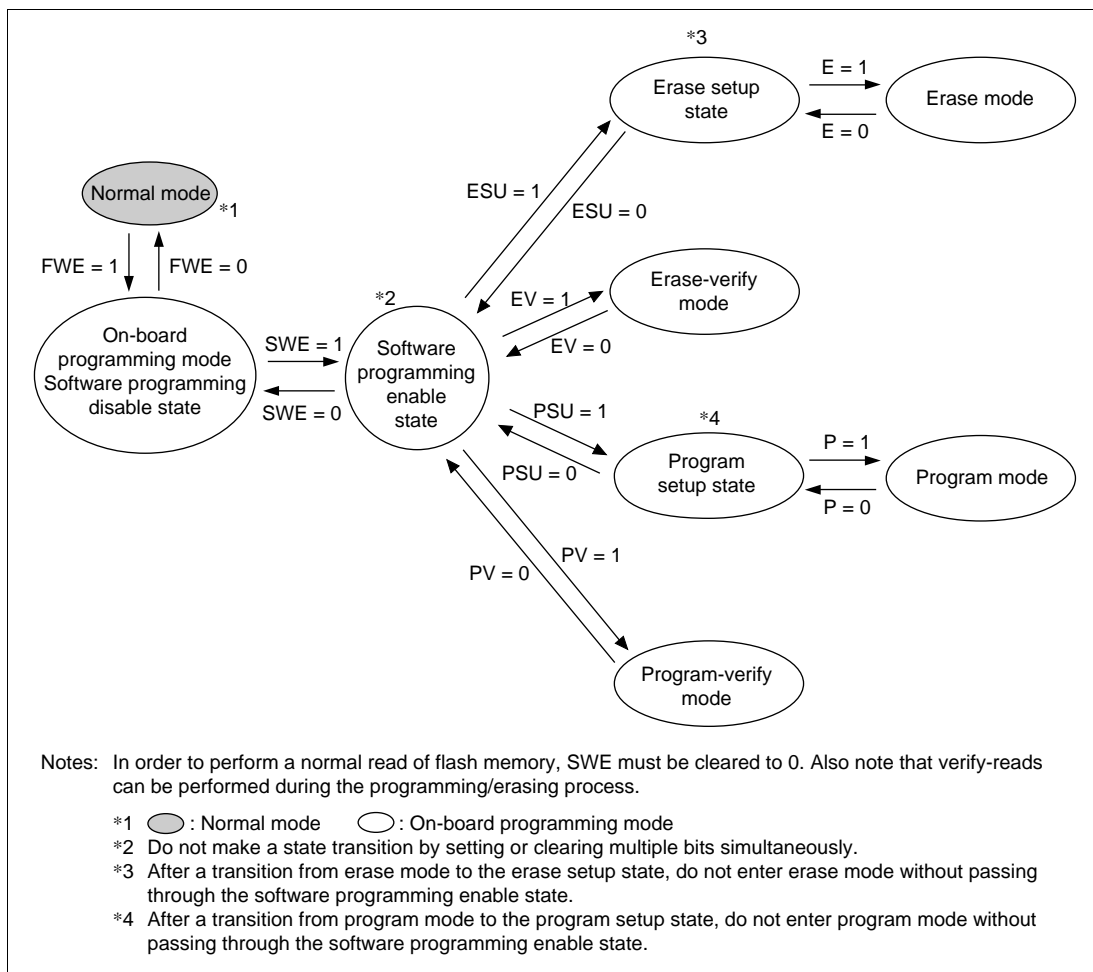 *3
Erase setup
state
E = 1
E = 0
Erase mode
Normal mode
*1
ESU = 1
ESU = 0
FWE = 1
FWE = 0
Erase-verify
mode
*2
EV = 1
EV = 0
On-board
programming mode
Software programming
disable state
SWE = 1
SWE = 0
Software
programming
enable
state
PSU = 1
PSU = 0
*4
Program
setup state
P = 1
P = 0
Program mode
PV = 1
PV = 0
Program-verify
mode
Notes: In order to perform a normal read of flash memory, SWE must be cleared to 0. Also note that verify-reads
can be performed during the programming/erasing process.
*1 : Normal mode : On-board programming mode
*2 Do not make a state transition by setting or clearing multiple bits simultaneously.
*3 After a transition from erase mode to the erase setup state, do not enter erase mode without passing
through the software programming enable state.
*4 After a transition from program mode to the program setup state, do not enter program mode without
passing through the software programming enable state.